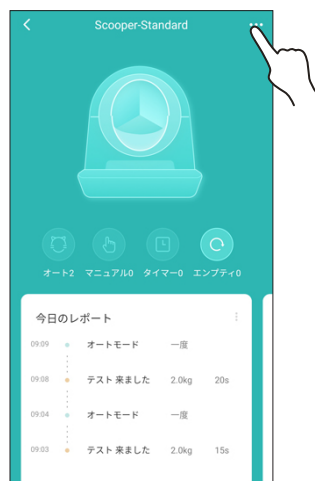 Scooper-Standard
オート2 マニュアル0 タイマー0 エンプティ0
今日のレポート
09:09 オートモード 一度
09:08 テスト 来ました 2.0kg 20s
09:04 オートモード 一度
09:03 テスト 来ました 2.0kg 15s